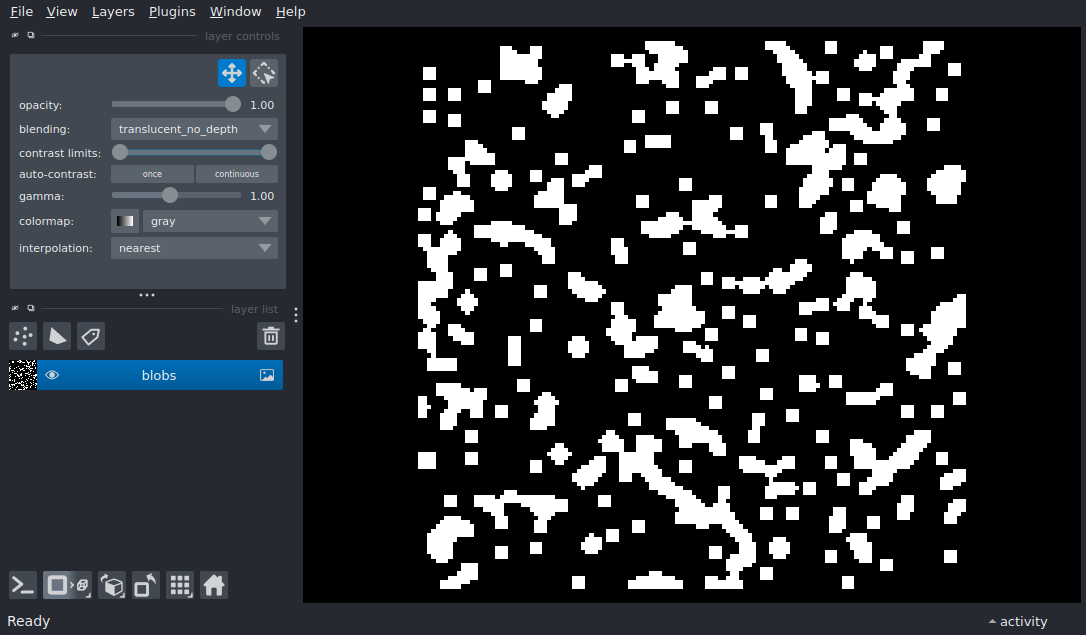 File View Layers Plugins Window Help
layer controls
opacity: 1.00
blending: translucent_no_depth
contrast limits:
auto-contrast: once continuous
gamma: 1.00
colormap: gray
interpolation: nearest
layer list
blobs
Ready activity